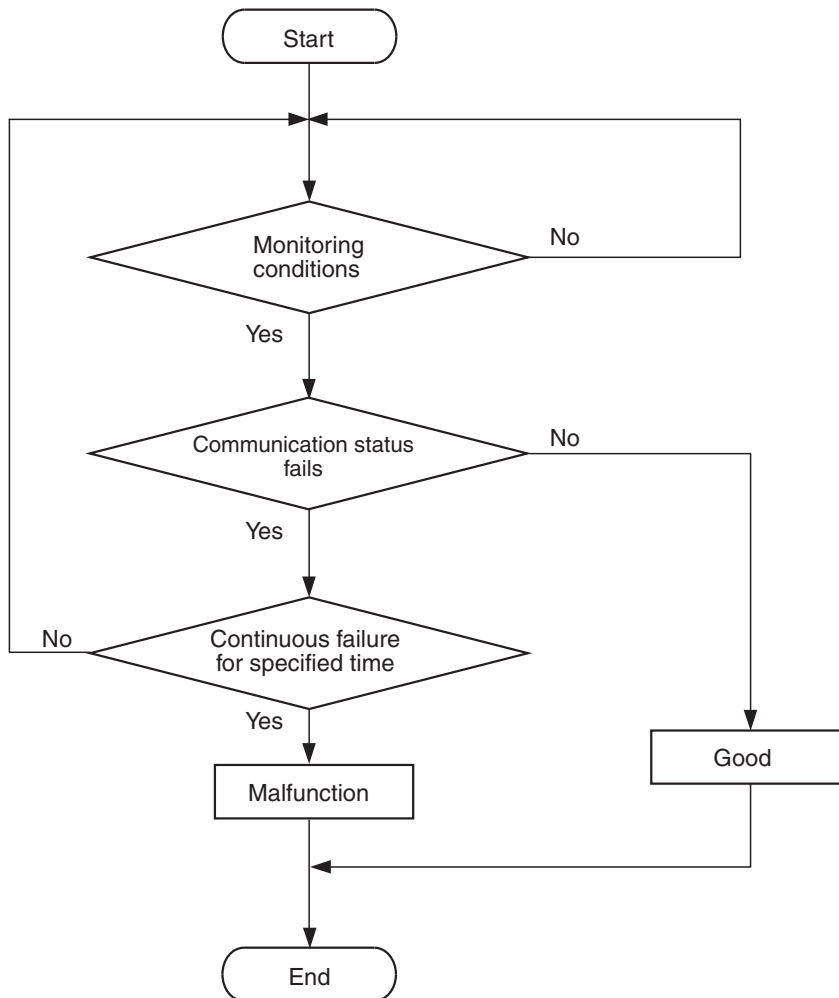 Start
Monitoring
conditions
No
Yes
Communication status
fails
No
Yes
Continuous failure
for specified time
No
Yes
Malfunction
Good
End